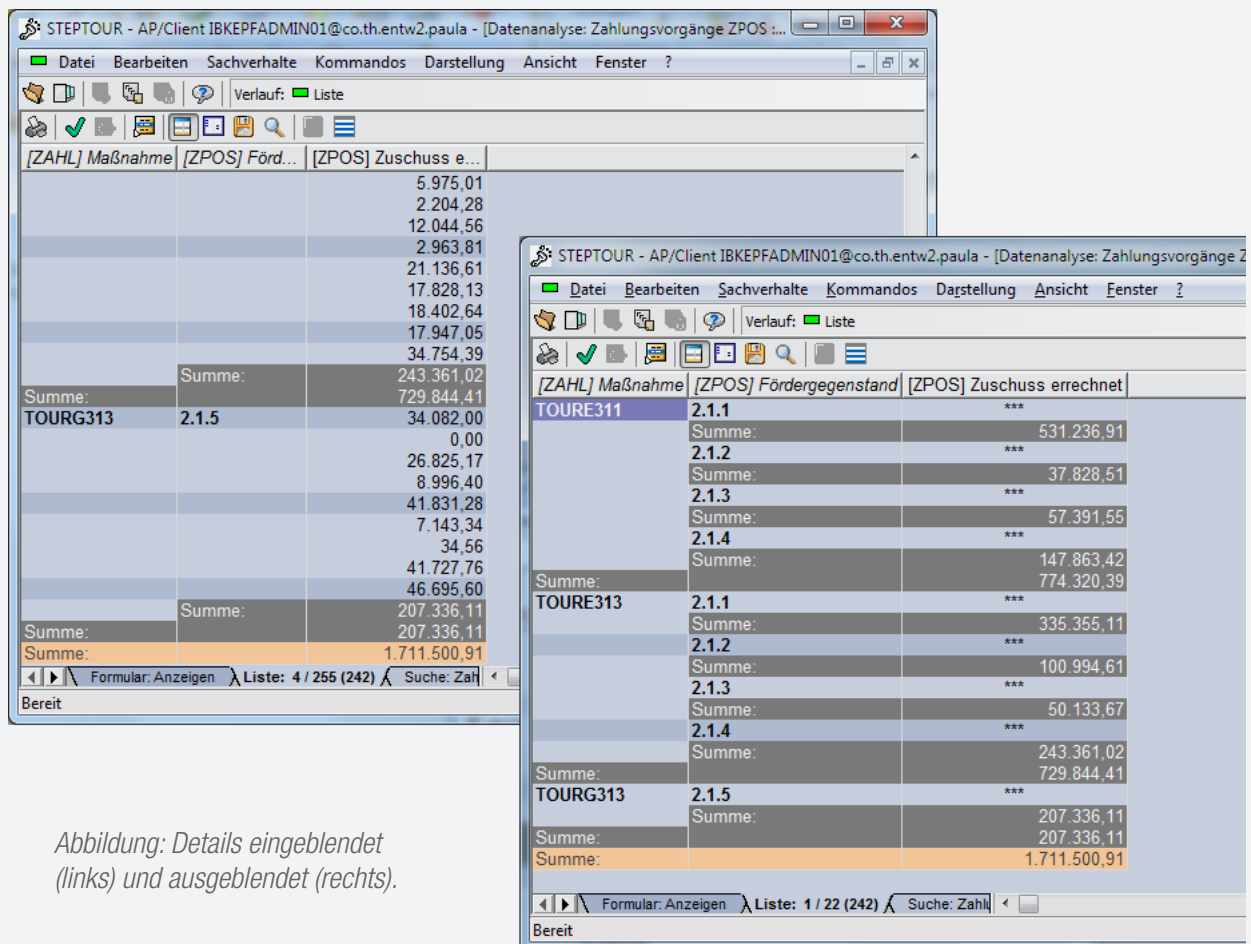 STEPTOUR - AP/Client IBKEPFADMIN01@co.th.entw2.paula - [Datenanalyse: Zahlungsvorgänge ZPOS :...
Datei Bearbeiten Sachverhalte Kommandos Darstellung Ansicht Fenster ?
Verlauf: Liste
[ZAHL] Maßnahme [ZPOS] Förd... [ZPOS] Zuschuss e...
5.975,01
2.204,28
12.044,56
2.963,81
21.136,61
17.828,13
18.402,64
17.947,05
34.754,39
Summe: 243.361,02
Summe: 729.844,41
TOURG313 2.1.5 34.082,00
0,00
26.825,17
8.996,40
41.831,28
7.143,34
34,56
41.727,76
46.695,60
Summe: 207.336,11
Summe: 207.336,11
Summe: 1.711.500,91
Formular: Anzeigen Liste: 4 / 255 (242) Suche: Zah
Bereit
STEPTOUR - AP/Client IBKEPFADMIN01@co.th.entw2.paula - [Datenanalyse: Zahlungsvorgänge Z
Datei Bearbeiten Sachverhalte Kommandos Darstellung Ansicht Fenster ?
Verlauf: Liste
[ZAHL] Maßnahme [ZPOS] Fördergegenstand [ZPOS] Zuschuss errechnet
TOURE311 2.1.1 ***
Summe: 531.236,91
2.1.2 ***
Summe: 37.828,51
2.1.3 ***
Summe: 57.391,55
2.1.4 ***
Summe: 147.863,42
Summe: 774.320,39
TOURE313 2.1.1 ***
Summe: 335.355,11
2.1.2 ***
Summe: 100.994,61
2.1.3 ***
Summe: 50.133,67
2.1.4 ***
Summe: 243.361,02
Summe: 729.844,41
TOURG313 2.1.5 ***
Summe: 207.336,11
Summe: 207.336,11
Summe: 1.711.500,91
Formular: Anzeigen Liste: 1 / 22 (242) Suche: Zahlu
Bereit
Abbildung: Details eingeblendet
(links) und ausgeblendet (rechts).